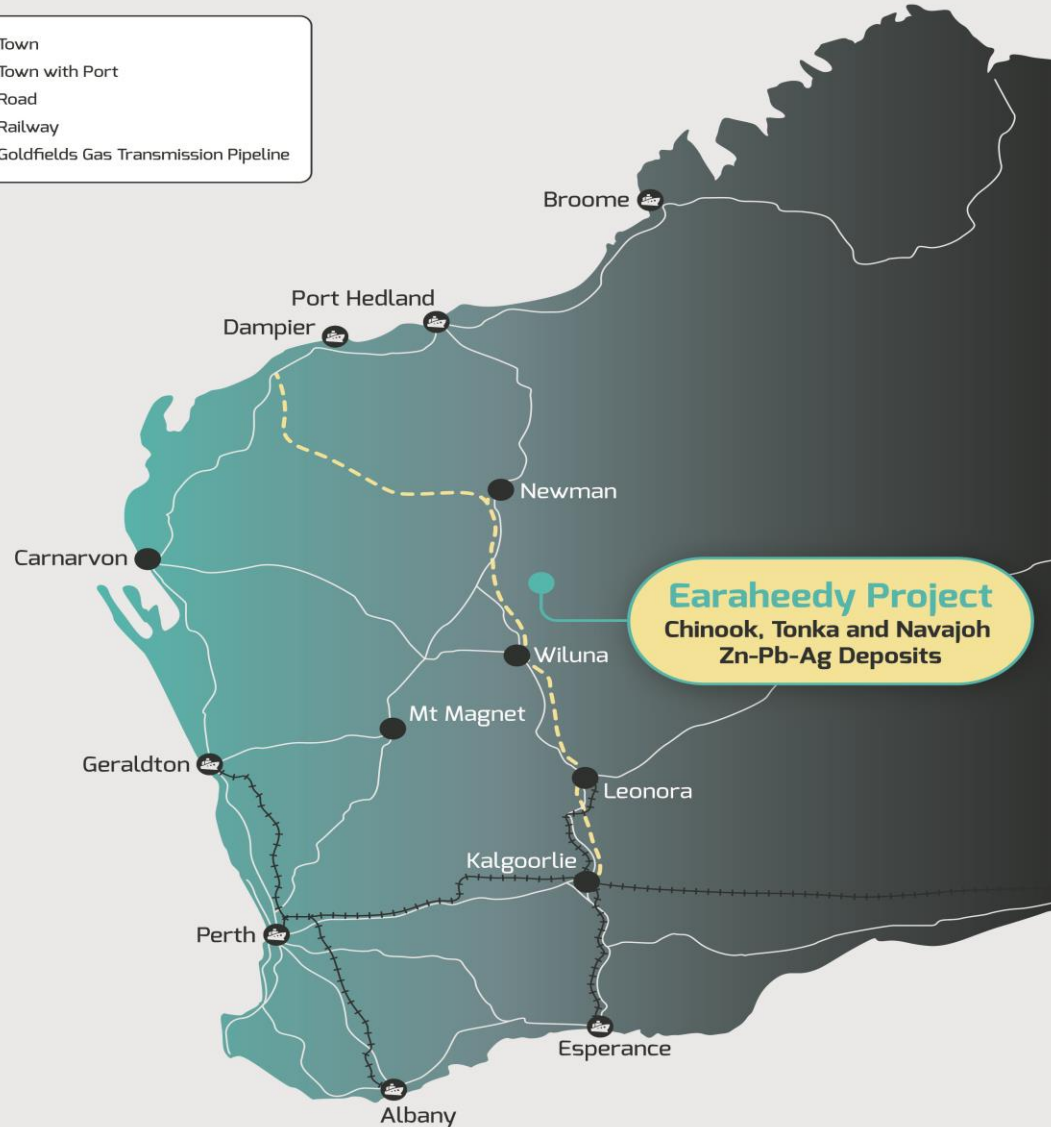 Town
Town with Port
Road
Railway
Goldfields Gas Transmission Pipeline
Broome
Port Hedland
Dampier
Newman
Carnarvon
Earaheedy Project
Chinook, Tonka and Navajoh
Zn-Pb-Ag Deposits
Wiluna
Mt Magnet
Geraldton
Leonora
Kalgoorlie
Perth
Esperance
Albany